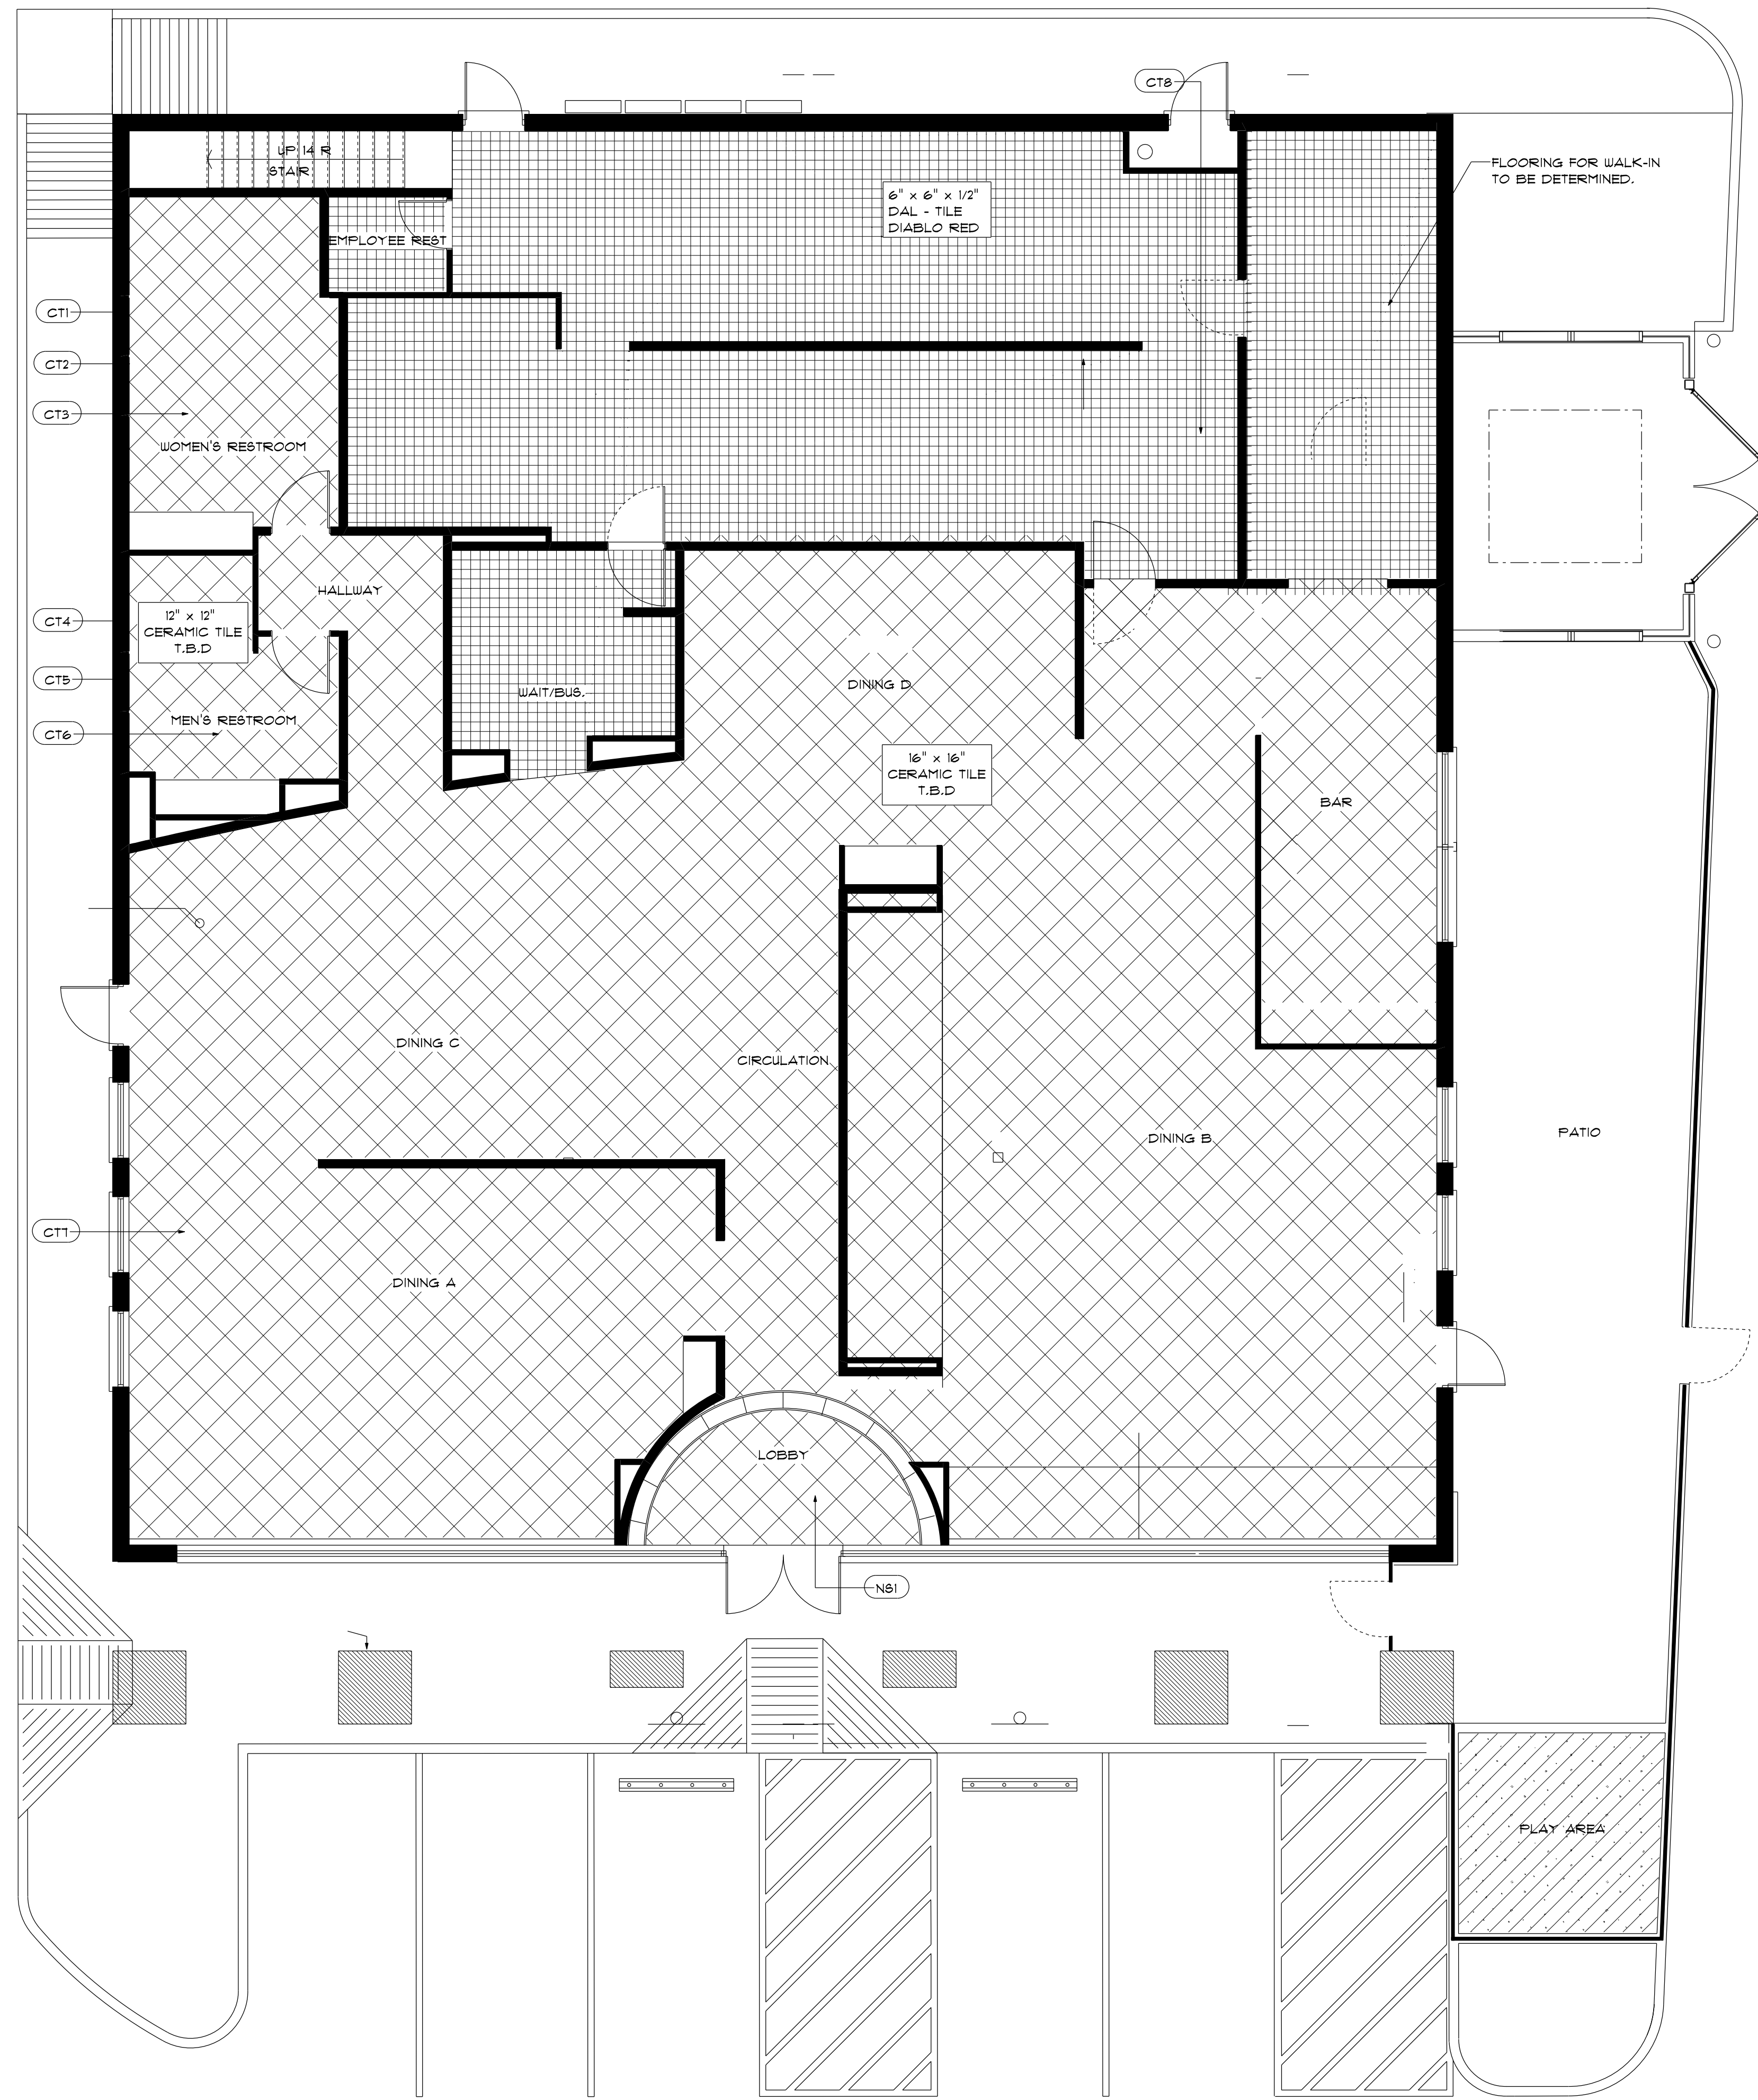 CT8
UP 14 R
STAIR
FLOORING FOR WALK-IN
TO BE DETERMINED.
6" x 6" x 1/2"
DAL - TILE
DIABLO RED
EMPLOYEE REST
CT1
CT2
CT3
WOMEN'S RESTROOM
HALLWAY
12" x 12"
CERAMIC TILE
T.B.D
CT4
CT5
WAIT/BUS.
DINING D
MEN'S RESTROOM
CT6
16" x 16"
CERAMIC TILE
T.B.D
BAR
DINING C
CIRCULATION
PATIO
DINING B
CT7
DINING A
LOBBY
NS1
PLAY AREA